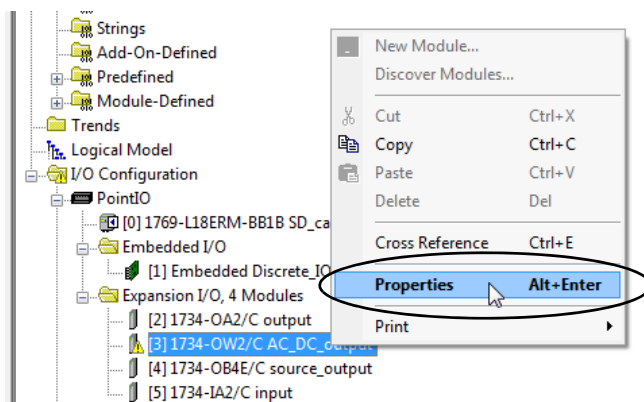 Strings
Add-On-Defined
Predefined
Module-Defined
Trends
Logical Model
I/O Configuration
PointIO
[0] 1769-L18ERM-BB1B SD_ca
Embedded I/O
[1] Embedded Discrete_IO
Expansion I/O, 4 Modules
[2] 1734-OA2/C output
[3] 1734-OW2/C AC_DC_output
[4] 1734-OB4E/C source_output
[5] 1734-IA2/C input
New Module...
Discover Modules...
Cut Ctrl+X
Copy Ctrl+C
Paste Ctrl+V
Delete Del
Cross Reference Ctrl+E
Properties Alt+Enter
Print